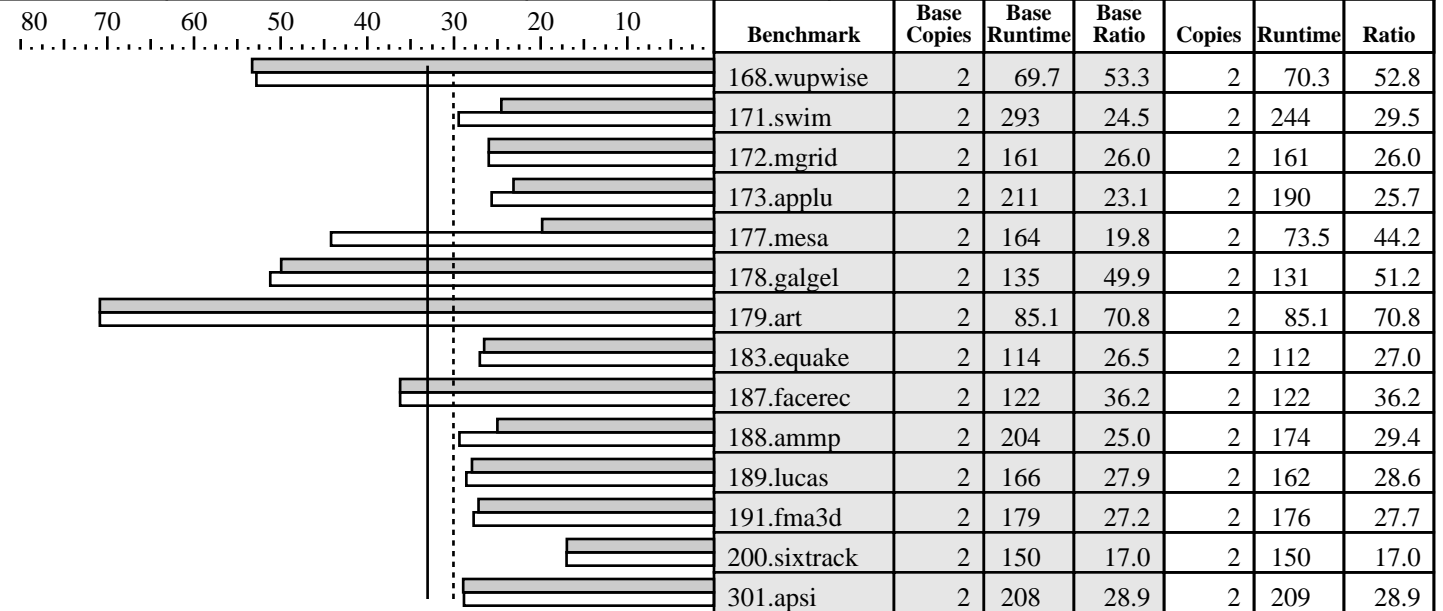 80 70 60 50 40 30 20 10
Benchmark Base Copies Base Runtime Base Ratio Copies Runtime Ratio
168.wupwise 2 69.7 53.3 2 70.3 52.8
171.swim 2 293 24.5 2 244 29.5
172.mgrid 2 161 26.0 2 161 26.0
173.applu 2 211 23.1 2 190 25.7
177.mesa 2 164 19.8 2 73.5 44.2
178.galgel 2 135 49.9 2 131 51.2
179.art 2 85.1 70.8 2 85.1 70.8
183.equake 2 114 26.5 2 112 27.0
187.facerec 2 122 36.2 2 122 36.2
188.ammp 2 204 25.0 2 174 29.4
189.lucas 2 166 27.9 2 162 28.6
191.fma3d 2 179 27.2 2 176 27.7
200.sixtrack 2 150 17.0 2 150 17.0
301.apsi 2 208 28.9 2 209 28.9